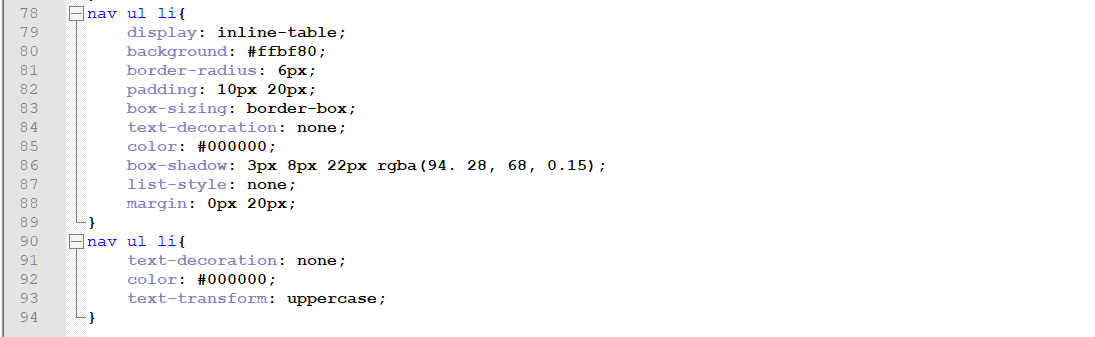 78 nav ul li{
79 display: inline-table;
80 background: #ffbf80;
81 border-radius: 6px;
82 padding: 10px 20px;
83 box-sizing: border-box;
84 text-decoration: none;
85 color: #000000;
86 box-shadow: 3px 8px 22px rgba(94. 28, 68, 0.15);
87 list-style: none;
88 margin: 0px 20px;
89 }
90 nav ul li{
91 text-decoration: none;
92 color: #000000;
93 text-transform: uppercase;
94 }